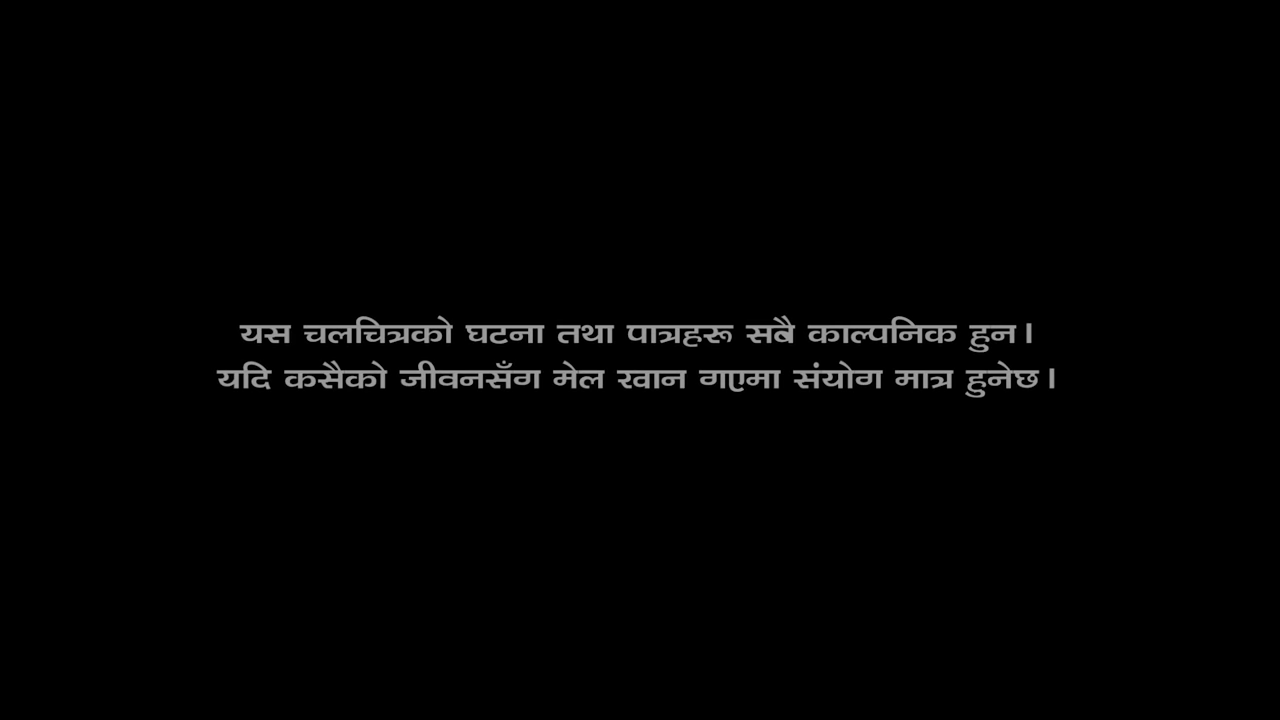 यस चलचित्रको घटना तथा पात्रहरू सबै काल्पनिक हुन ।
यदि कसैको जीवनसँग मेल खान गएमा संयोग मात्र हुनेछ ।